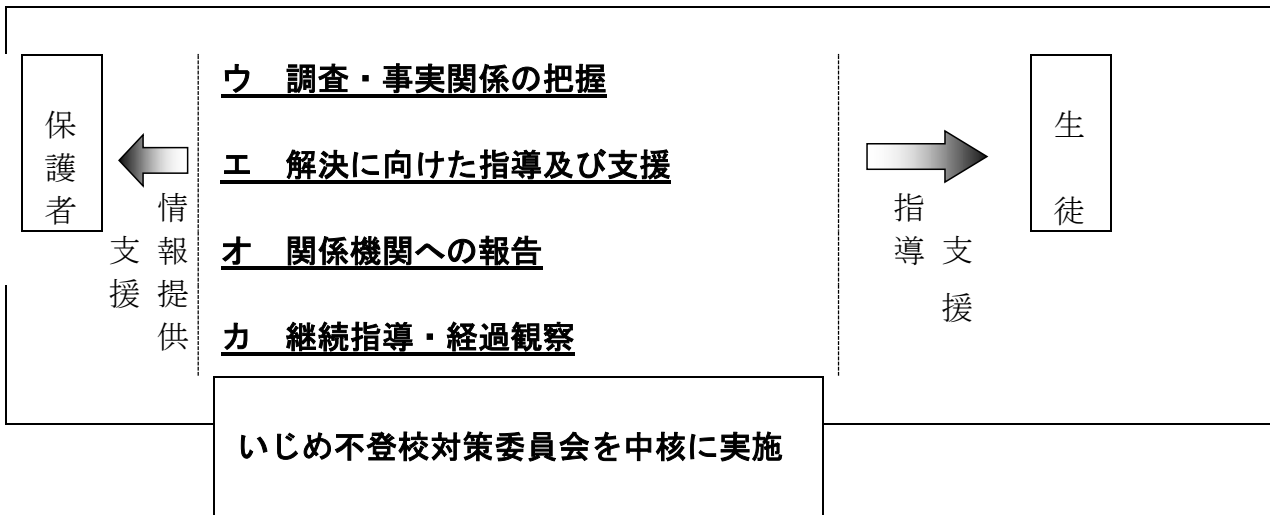 保護者
情報提供
支援
ウ　調査・事実関係の把握
エ　解決に向けた指導及び支援
オ　関係機関への報告
カ　継続指導・経過観察
指導
支援
生徒
いじめ不登校対策委員会を中核に実施